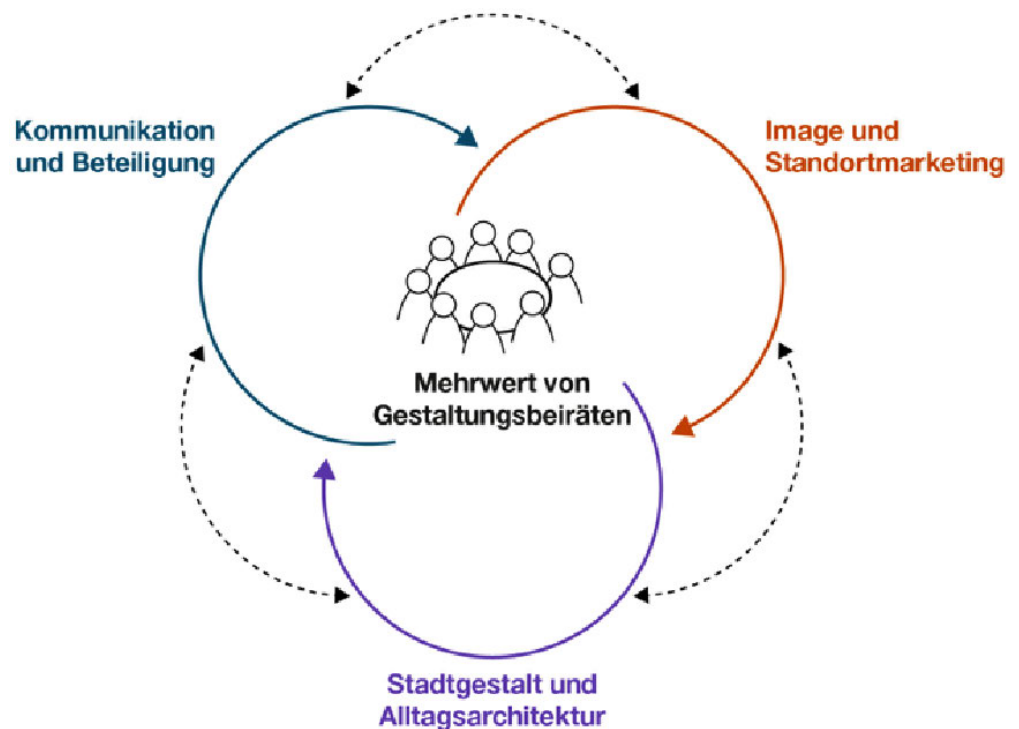 Kommunikation
und Beteiligung
Image und
Standortmarketing
Mehrwert von
Gestaltungsbeiräten
Stadtgestalt und
Alltagsarchitektur